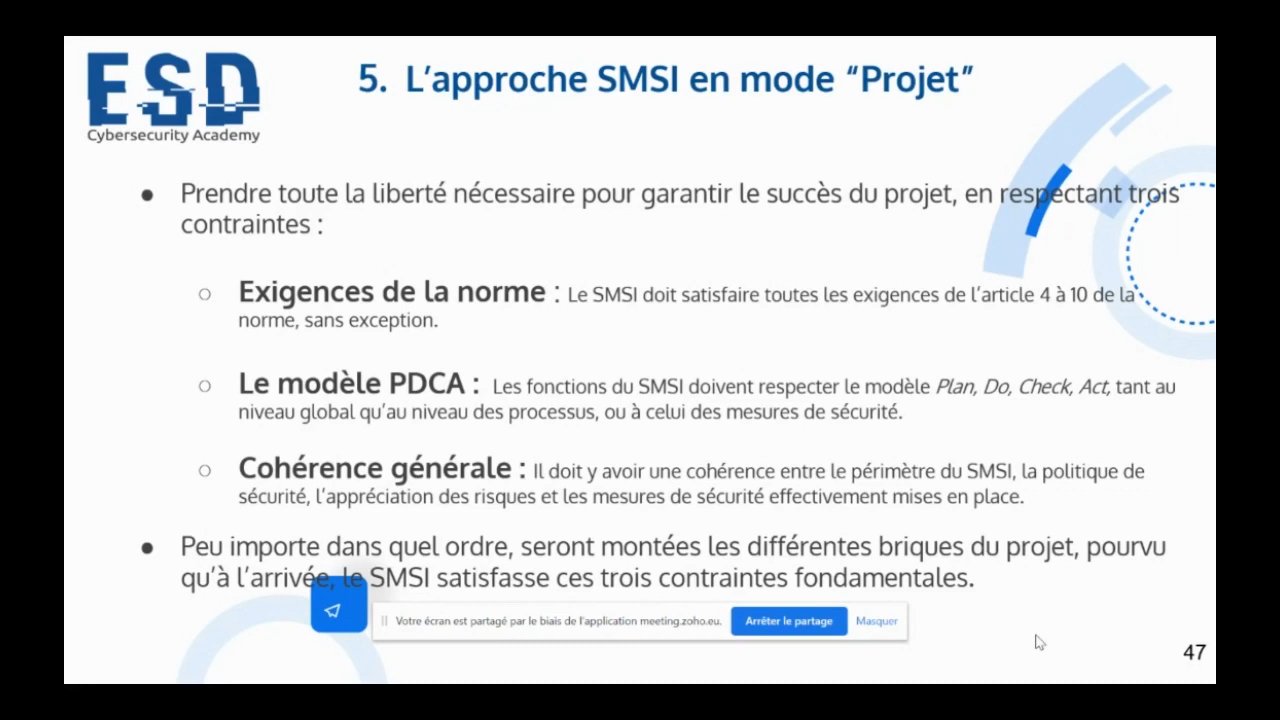 ESD
Cybersecurity Academy
5. L'approche SMSI en mode “Projet”
● Prendre toute la liberté nécessaire pour garantir le succès du projet, en respectant trois
contraintes :
○ Exigences de la norme : Le SMSI doit satisfaire toutes les exigences de l'article 4 à 10 de la
norme, sans exception.
○ Le modèle PDCA : Les fonctions du SMSI doivent respecter le modèle Plan, Do, Check, Act, tant au
niveau global qu'au niveau des processus, ou à celui des mesures de sécurité.
○ Cohérence générale : Il doit y avoir une cohérence entre le périmètre du SMSI, la politique de
sécurité, l'appréciation des risques et les mesures de sécurité effectivement mises en place.
● Peu importe dans quel ordre, seront montées les différentes briques du projet, pourvu
qu'à l'arrivée, le SMSI satisfasse ces trois contraintes fondamentales.
Votre écran est partagé par le biais de l'application meeting.zoho.eu. Arrêter le partage Masquer
47